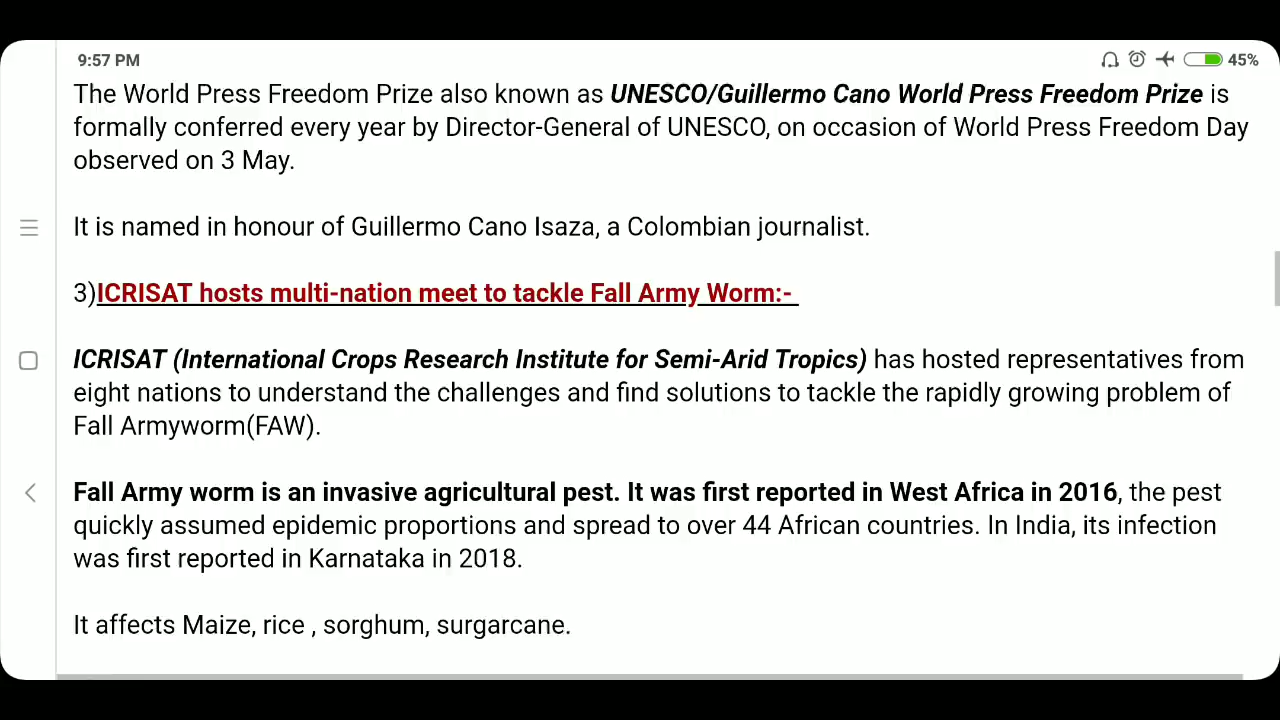 9:57 PM
45%
The World Press Freedom Prize also known as UNESCO/Guillermo Cano World Press Freedom Prize is
formally conferred every year by Director-General of UNESCO, on occasion of World Press Freedom Day
observed on 3 May.
It is named in honour of Guillermo Cano Isaza, a Colombian journalist.
3)ICRISAT hosts multi-nation meet to tackle Fall Army Worm:-
ICRISAT (International Crops Research Institute for Semi-Arid Tropics) has hosted representatives from
eight nations to understand the challenges and find solutions to tackle the rapidly growing problem of
Fall Armyworm(FAW).
Fall Army worm is an invasive agricultural pest. It was first reported in West Africa in 2016, the pest
quickly assumed epidemic proportions and spread to over 44 African countries. In India, its infection
was first reported in Karnataka in 2018.
It affects Maize, rice , sorghum, surgarcane.